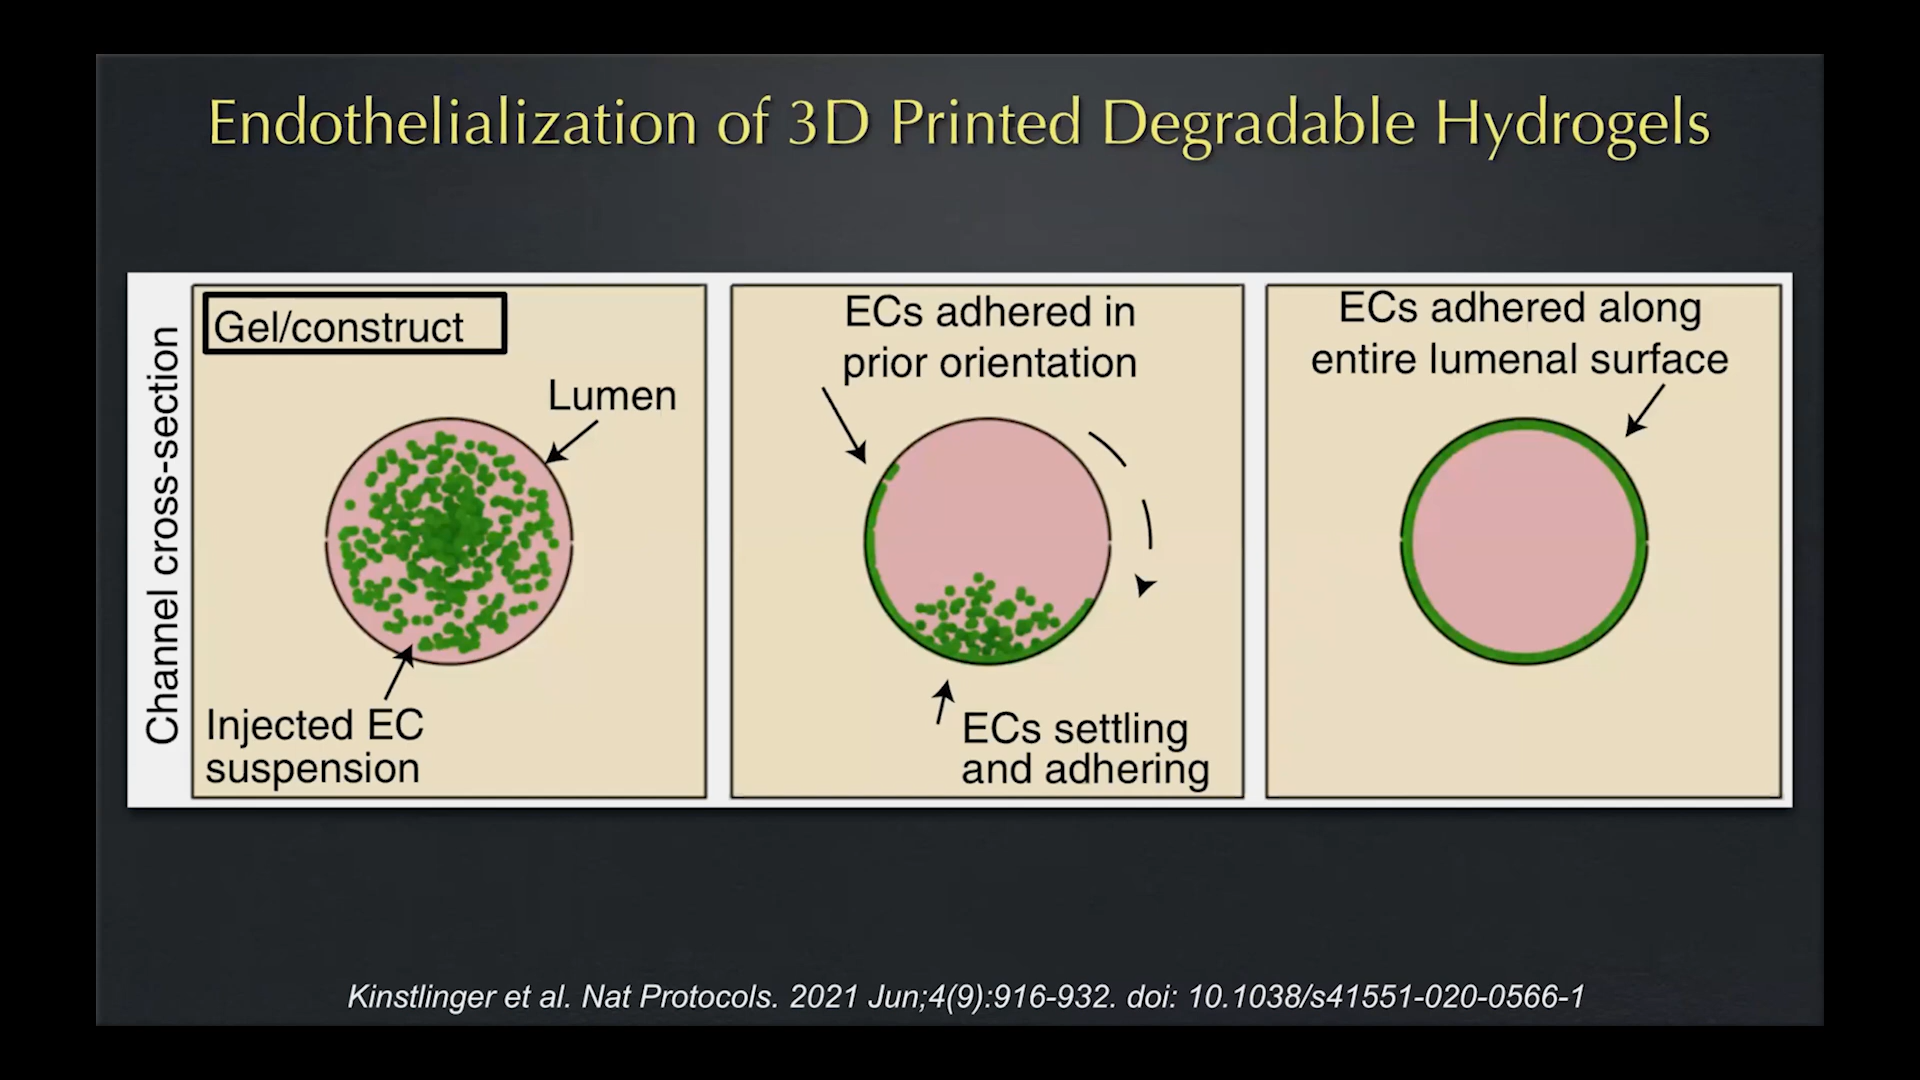 Endothelialization of 3D Printed Degradable Hydrogels
Channel cross-section
Gel/construct
Lumen
Injected EC
suspension
ECs adhered in
prior orientation
ECs settling
and adhering
ECs adhered along
entire lumenal surface
Kinstlinger et al. Nat Protocols. 2021 Jun;4(9):916-932. doi: 10.1038/s41551-020-0566-1